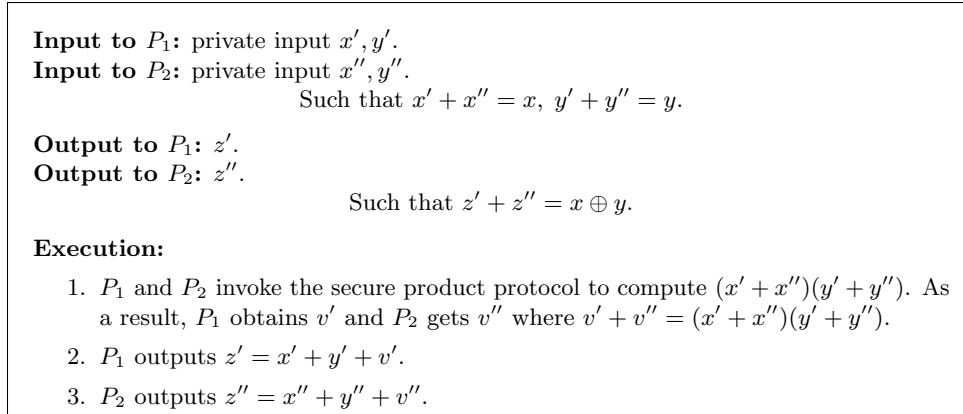 Input to P₁: private input x′, y′.
Input to P₂: private input x″, y″.
Such that x′ + x″ = x, y′ + y″ = y.
Output to P₁: z′.
Output to P₂: z″.
Such that z′ + z″ = x ⊕ y.
Execution:
1. P₁ and P₂ invoke the secure product protocol to compute (x′ + x″)(y′ + y″). As
a result, P₁ obtains v′ and P₂ gets v″ where v′ + v″ = (x′ + x″)(y′ + y″).
2. P₁ outputs z′ = x′ + y′ + v′.
3. P₂ outputs z″ = x″ + y″ + v″.